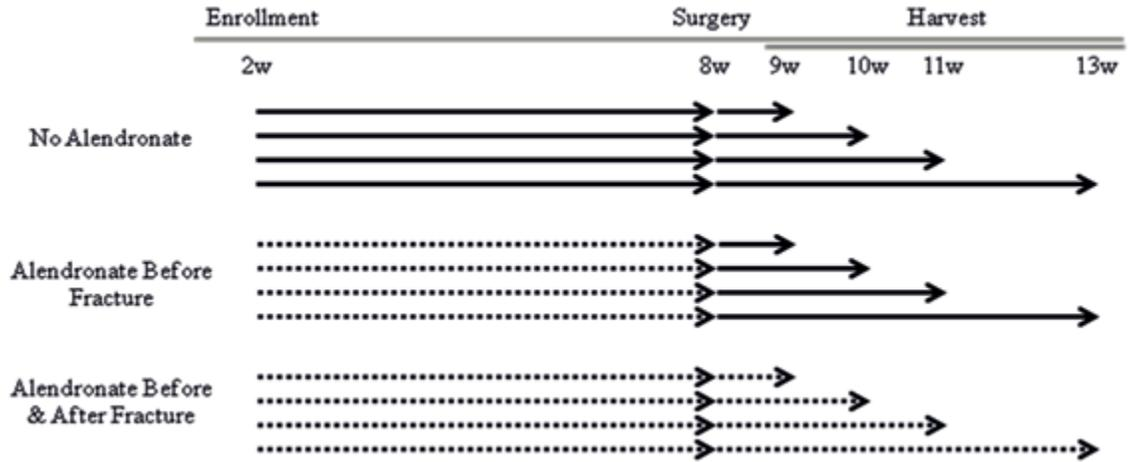 Enrollment Surgery Harvest
2w 8w 9w 10w 11w 13w
No Alendronate
Alendronate Before
Fracture
Alendronate Before
& After Fracture